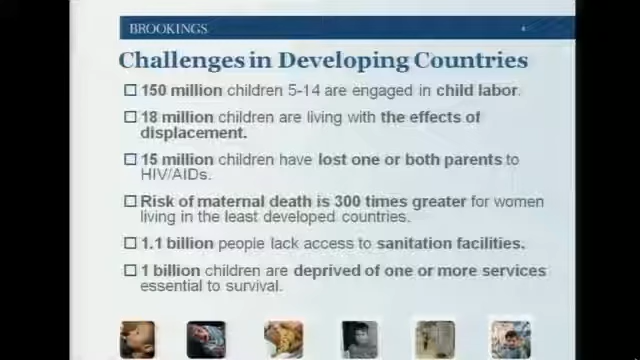 BROOKINGS
Challenges in Developing Countries
150 million children 5-14 are engaged in child labor.
18 million children are living with the effects of
displacement.
15 million children have lost one or both parents to
HIV/AIDs.
Risk of maternal death is 300 times greater for women
living in the least developed countries.
1.1 billion people lack access to sanitation facilities.
1 billion children are deprived of one or more services
essential to survival.